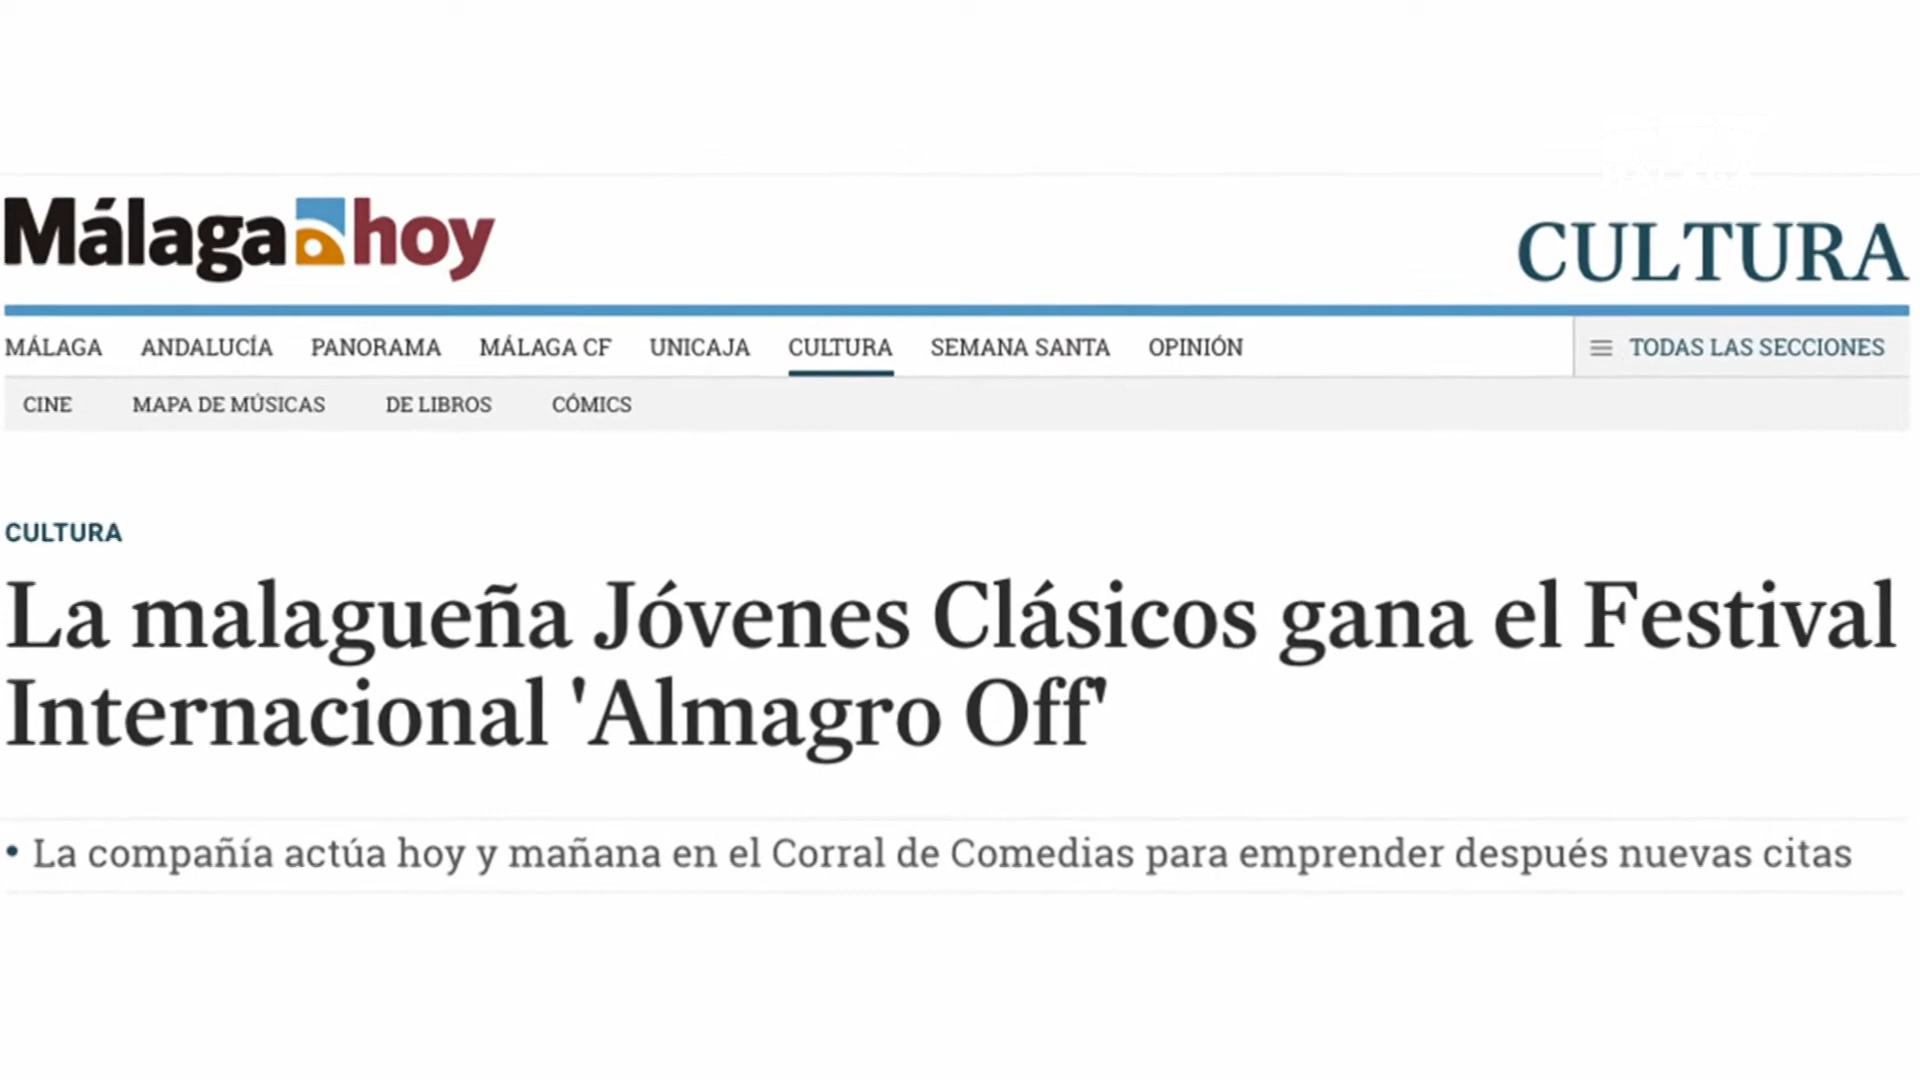 Málaga hoy
CULTURA
MÁLAGA ANDALUCÍA PANORAMA MÁLAGA CF UNICAJA CULTURA SEMANA SANTA OPINIÓN TODAS LAS SECCIONES
CINE MAPA DE MÚSICAS DE LIBROS CÓMICS
CULTURA
La malagueña Jóvenes Clásicos gana el Festival
Internacional 'Almagro Off'
• La compañía actúa hoy y mañana en el Corral de Comedias para emprender después nuevas citas